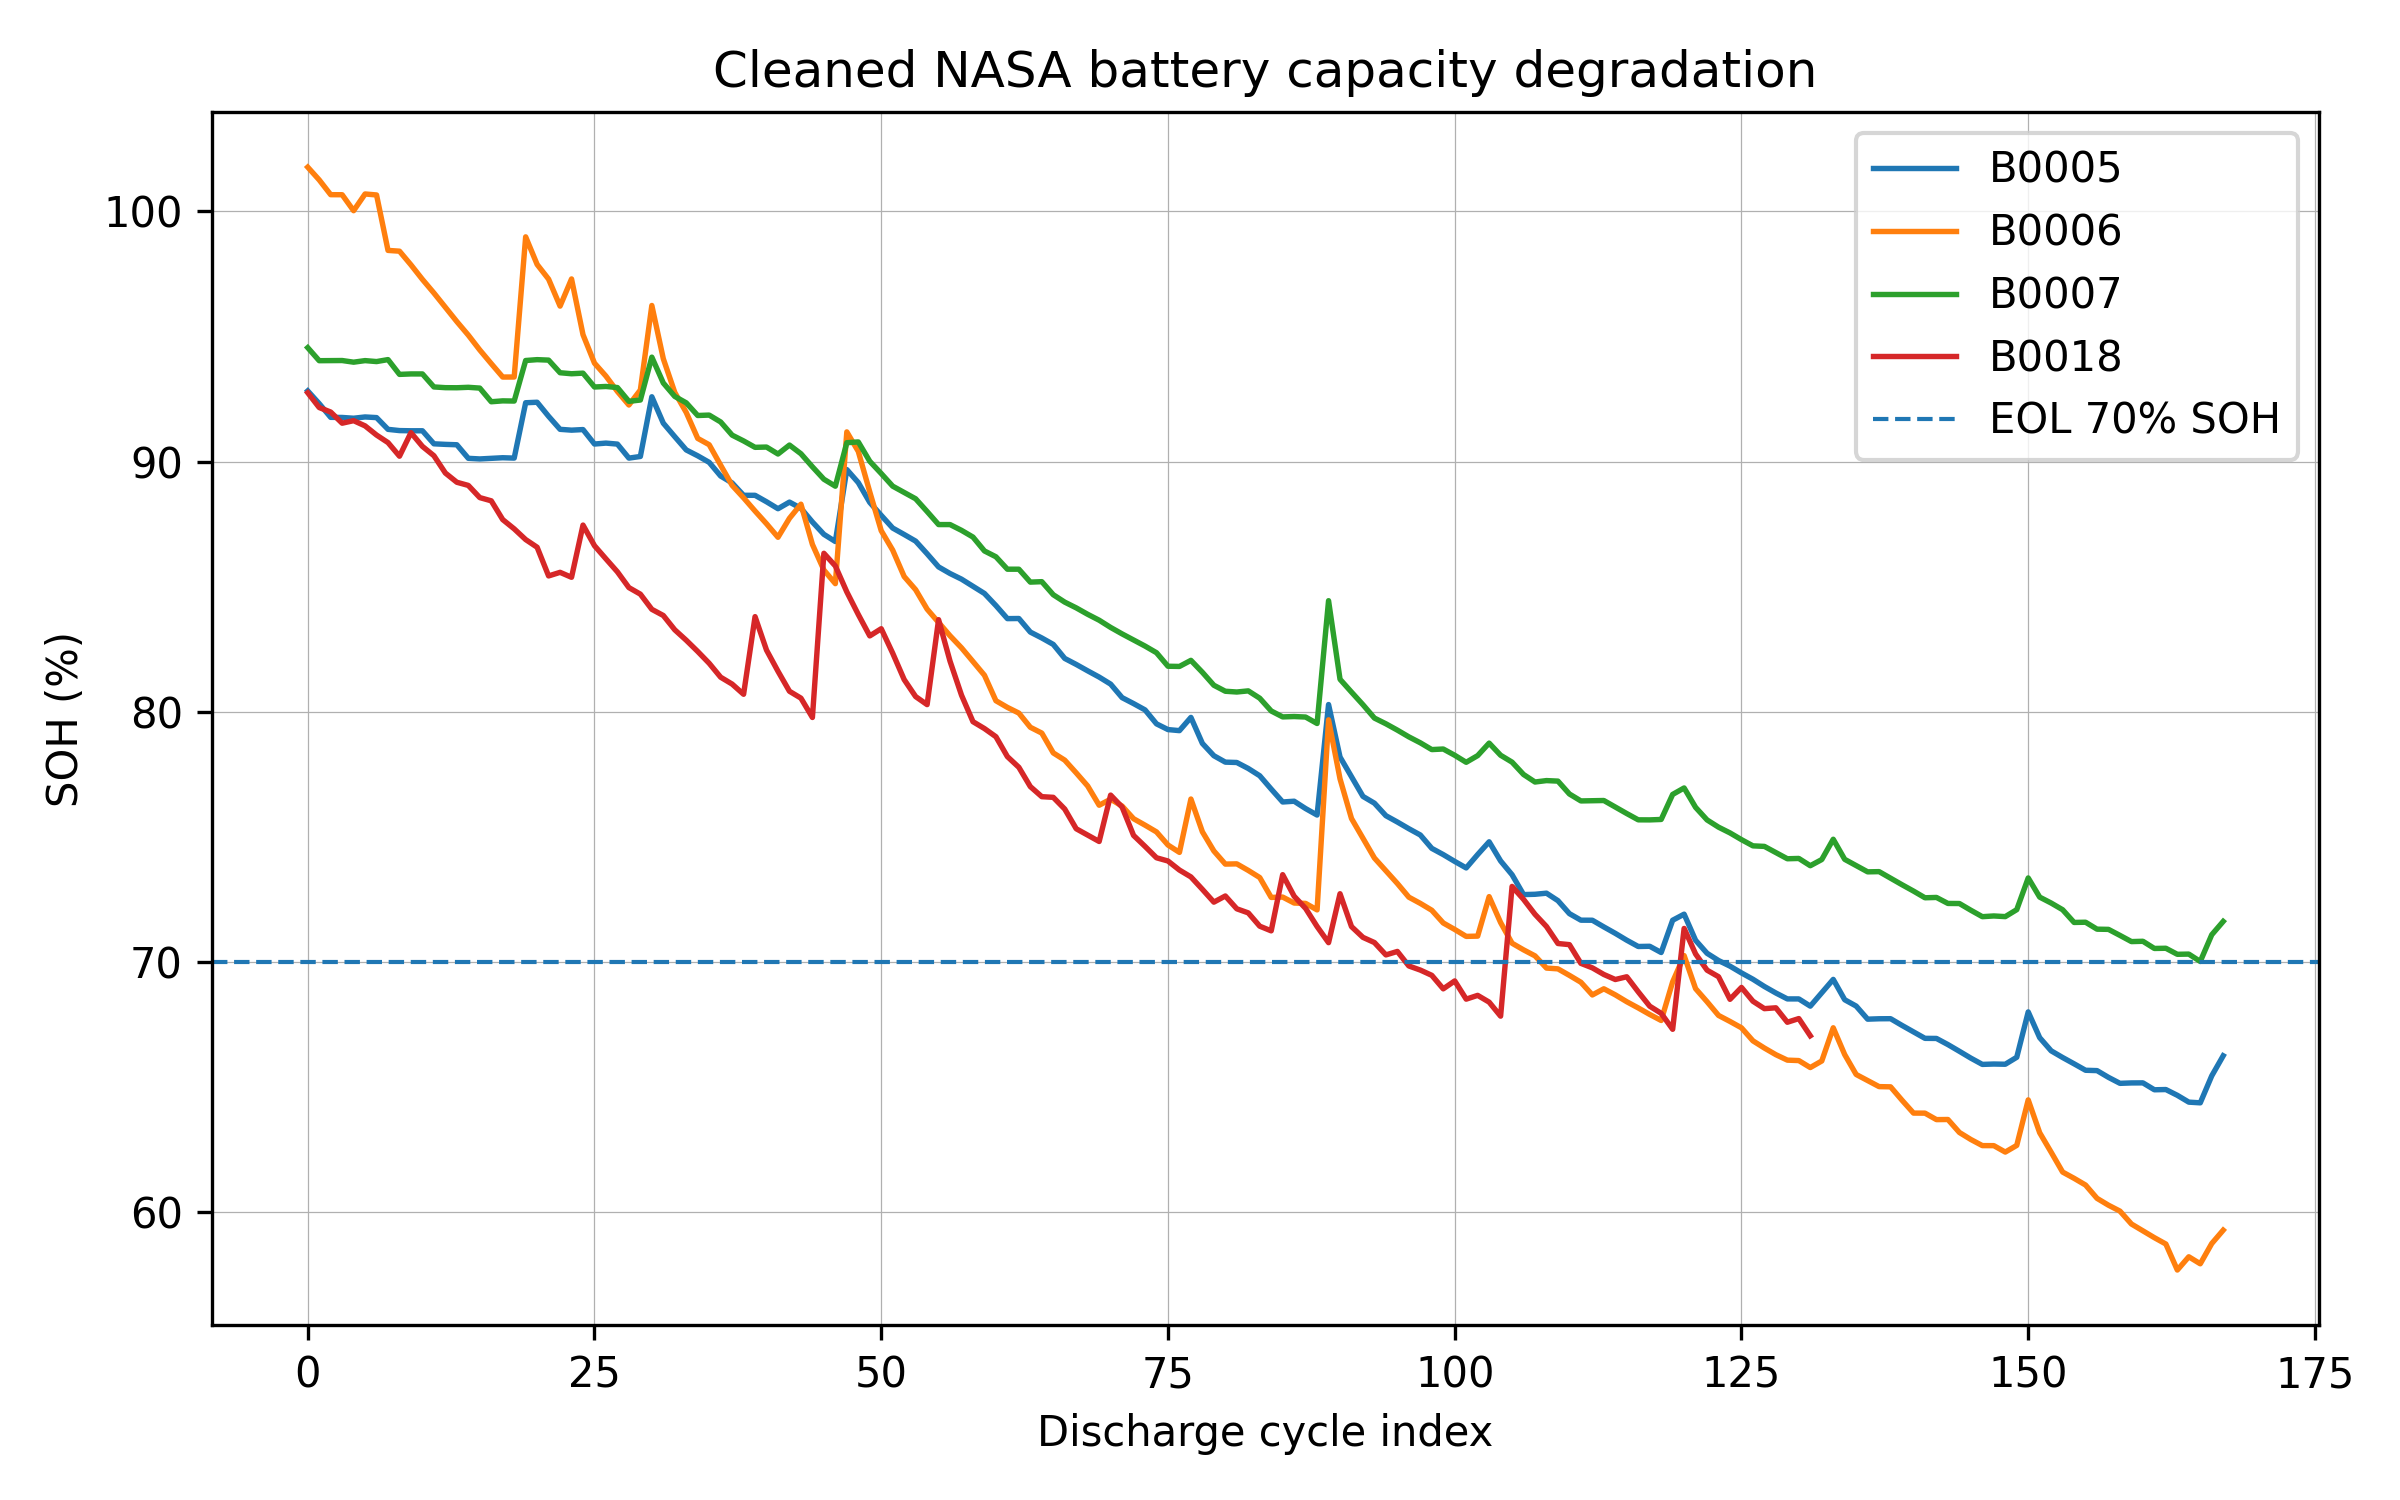 Cleaned NASA battery capacity degradation
B0005
B0006
B0007
B0018
EOL 70% SOH
SOH (%)
100
90
80
70
60
0 25 50 75 100 125 150 175
Discharge cycle index